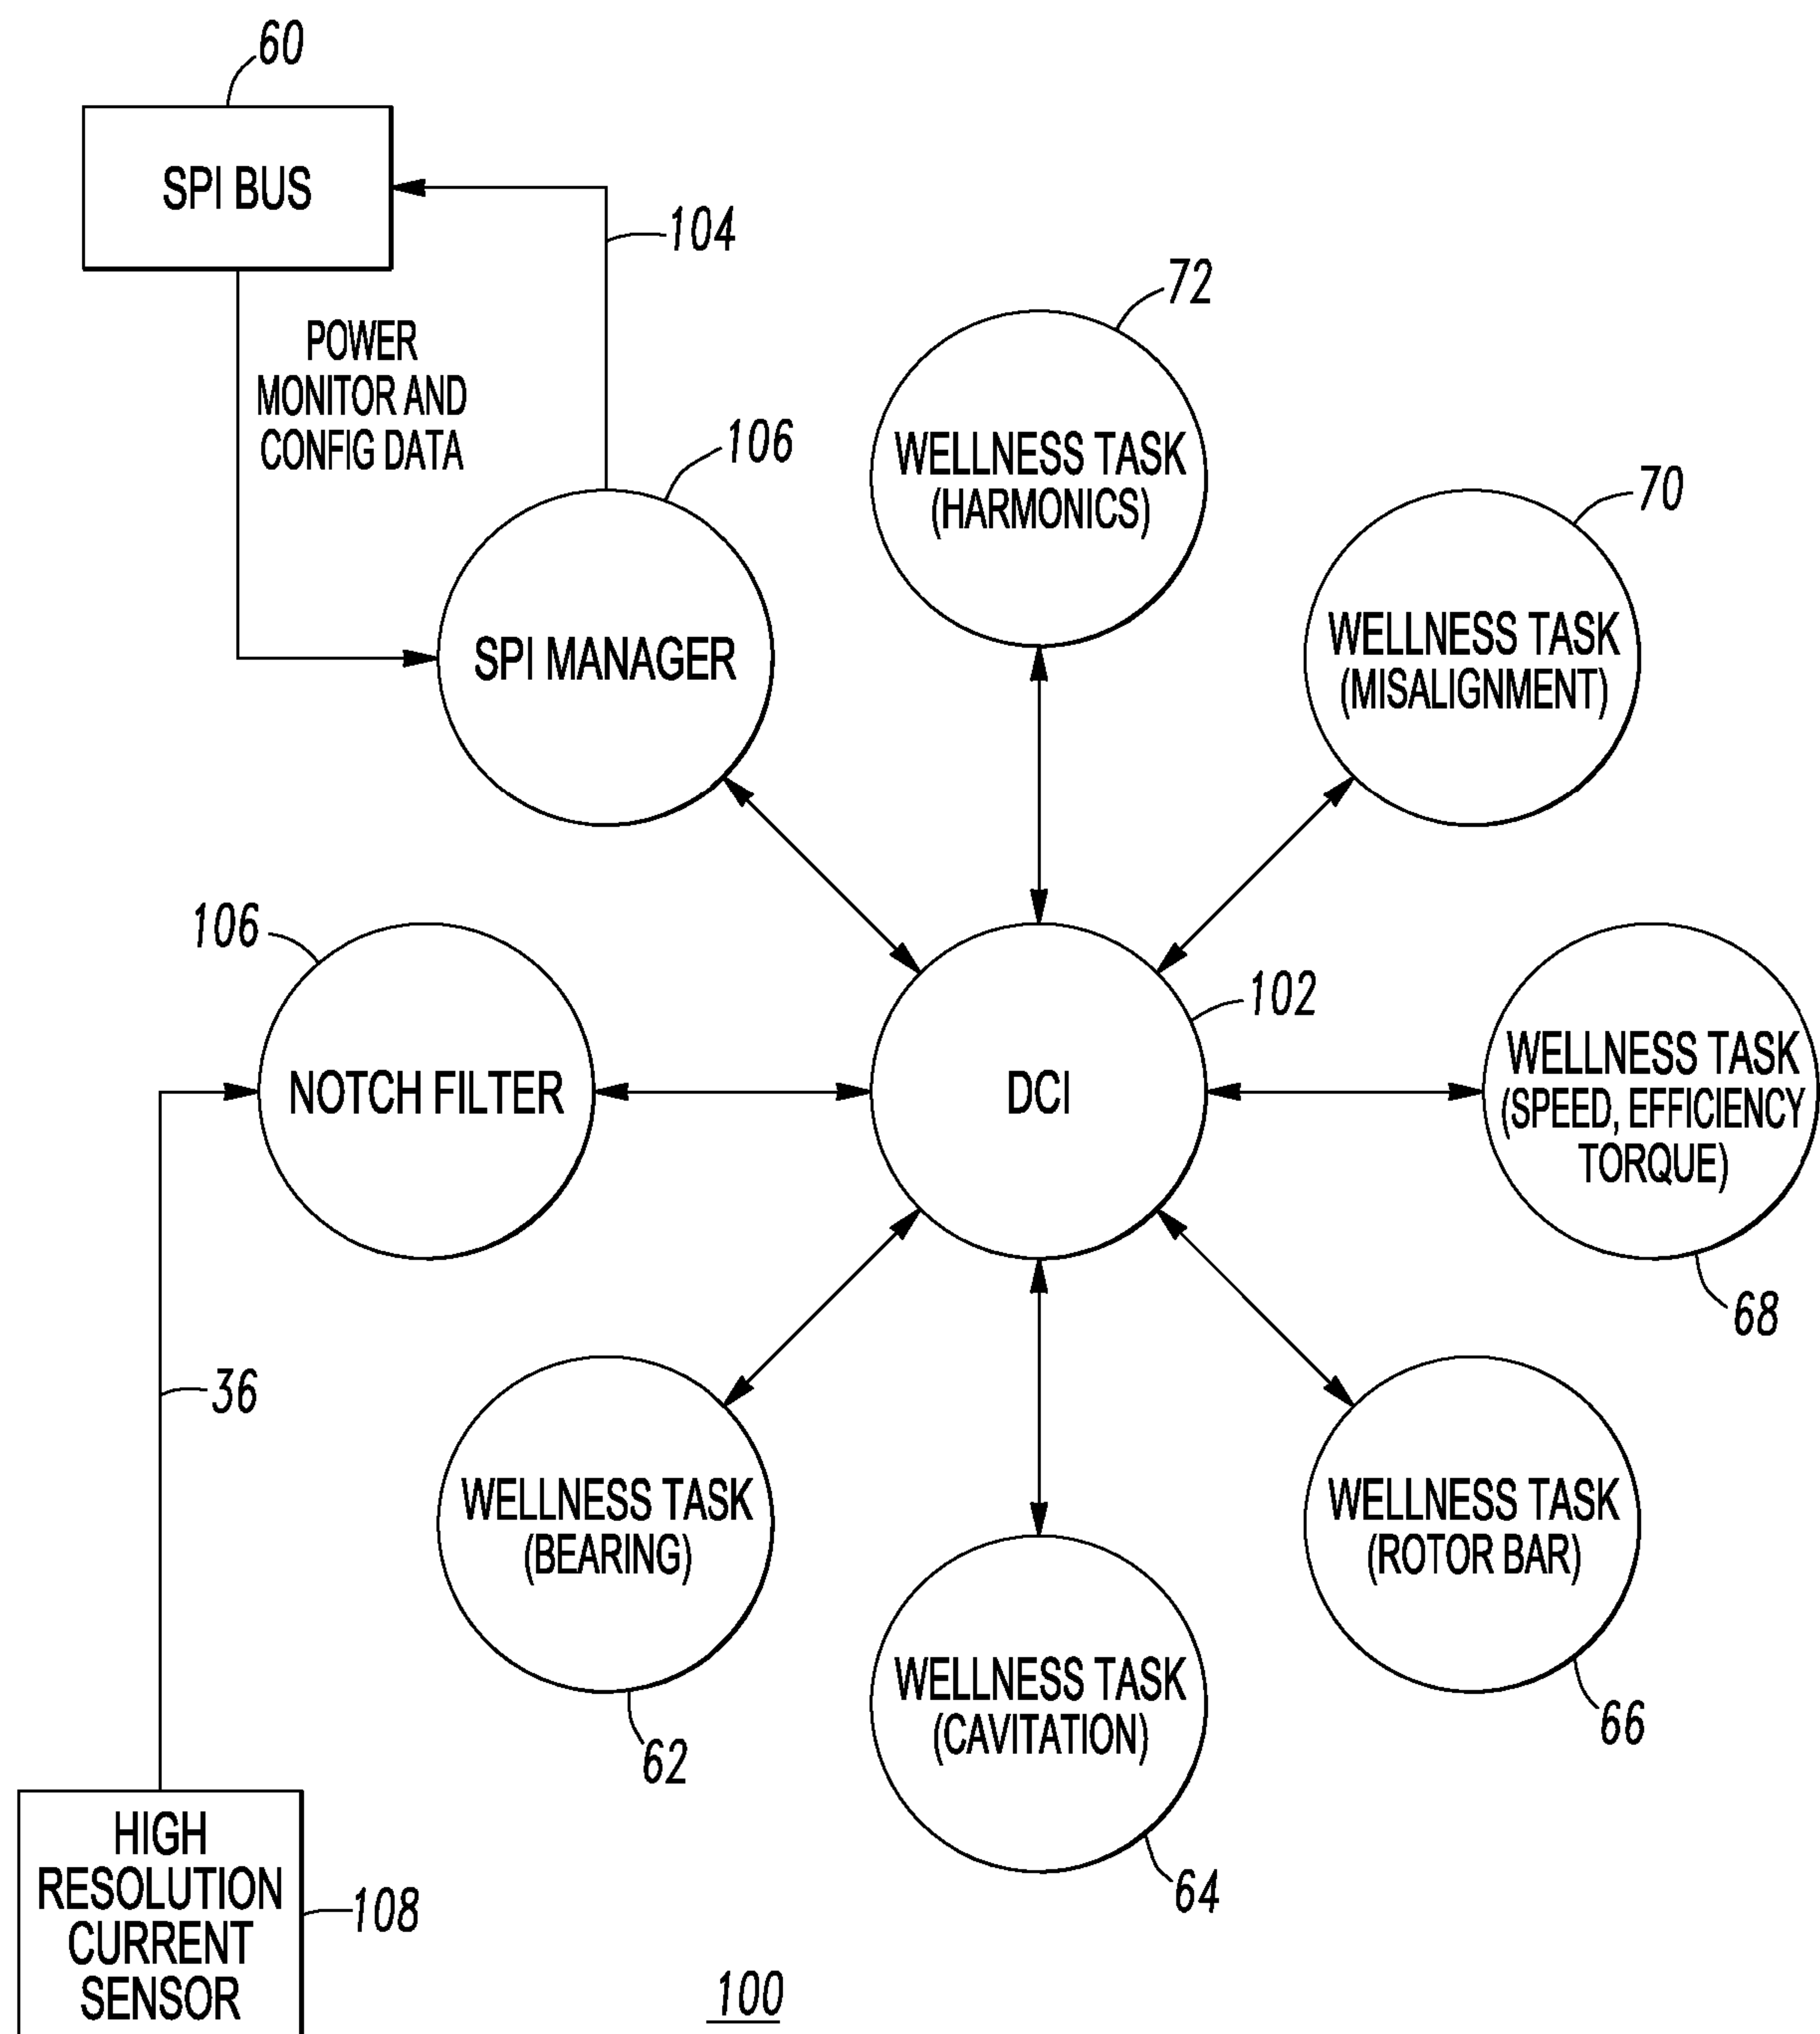 60
SPI BUS
104
POWER
MONITOR AND
CONFIG DATA
72
WELLNESS TASK
(HARMONICS)
106
SPI MANAGER
70
WELLNESS TASK
(MISALIGNMENT)
106
NOTCH FILTER
102
DCI
WELLNESS TASK
(SPEED, EFFICIENCY
TORQUE)
68
36
WELLNESS TASK
(BEARING)
62
WELLNESS TASK
(CAVITATION)
64
WELLNESS TASK
(ROTOR BAR)
66
HIGH
RESOLUTION
CURRENT
SENSOR
108
100